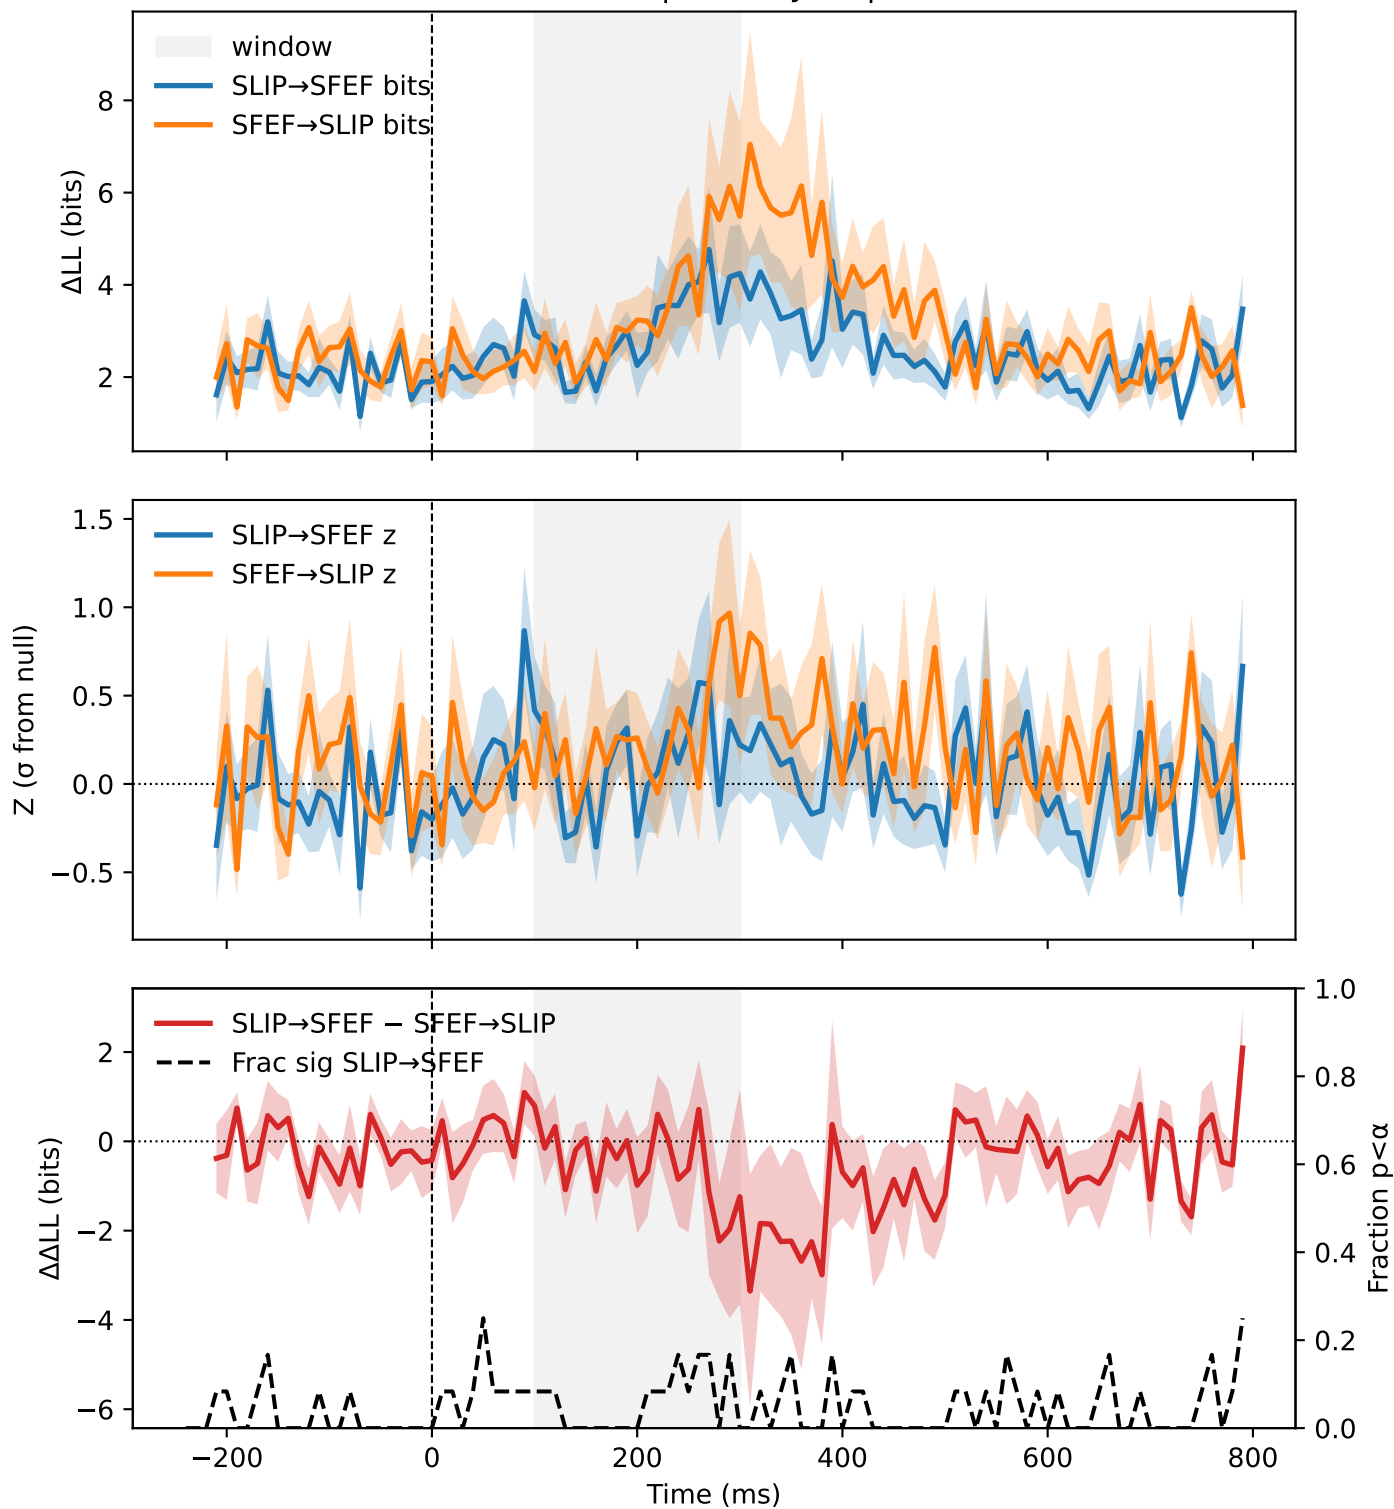 window
SLIP→SFEF bits
SFEF→SLIP bits
8
6
4
2
ΔLL (bits)
SLIP→SFEF z
SFEF→SLIP z
1.5
1.0
0.5
0.0
−0.5
Z (σ from null)
SLIP→SFEF − SFEF→SLIP
Frac sig SLIP→SFEF
2
0
−2
−4
−6
ΔΔLL (bits)
1.0
0.8
0.6
0.4
0.2
0.0
Fraction p<α
−200
0
200
400
600
800
Time (ms)